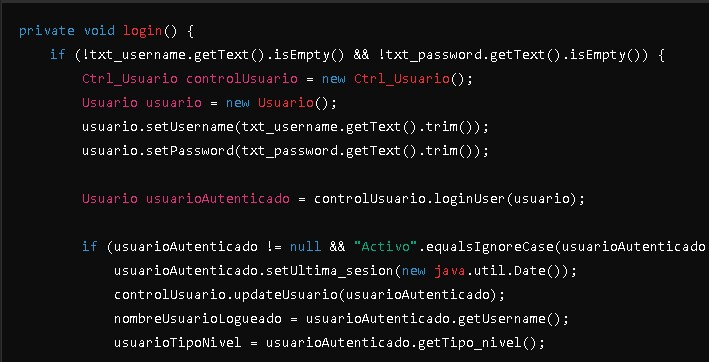 private void login() {
if (!txt_username.getText().isEmpty() && !txt_password.getText().isEmpty()) {
Ctrl_Usuario controlUsuario = new Ctrl_Usuario();
Usuario usuario = new Usuario();
usuario.setUsername(txt_username.getText().trim());
usuario.setPassword(txt_password.getText().trim());
Usuario usuarioAutenticado = controlUsuario.loginUser(usuario);
if (usuarioAutenticado != null && "Activo".equalsIgnoreCase(usuarioAutenticado
usuarioAutenticado.setUltima_sesion(new java.util.Date());
controlUsuario.updateUsuario(usuarioAutenticado);
nombreUsuarioLogueado = usuarioAutenticado.getUsername();
usuarioTipoNivel = usuarioAutenticado.getTipo_nivel();